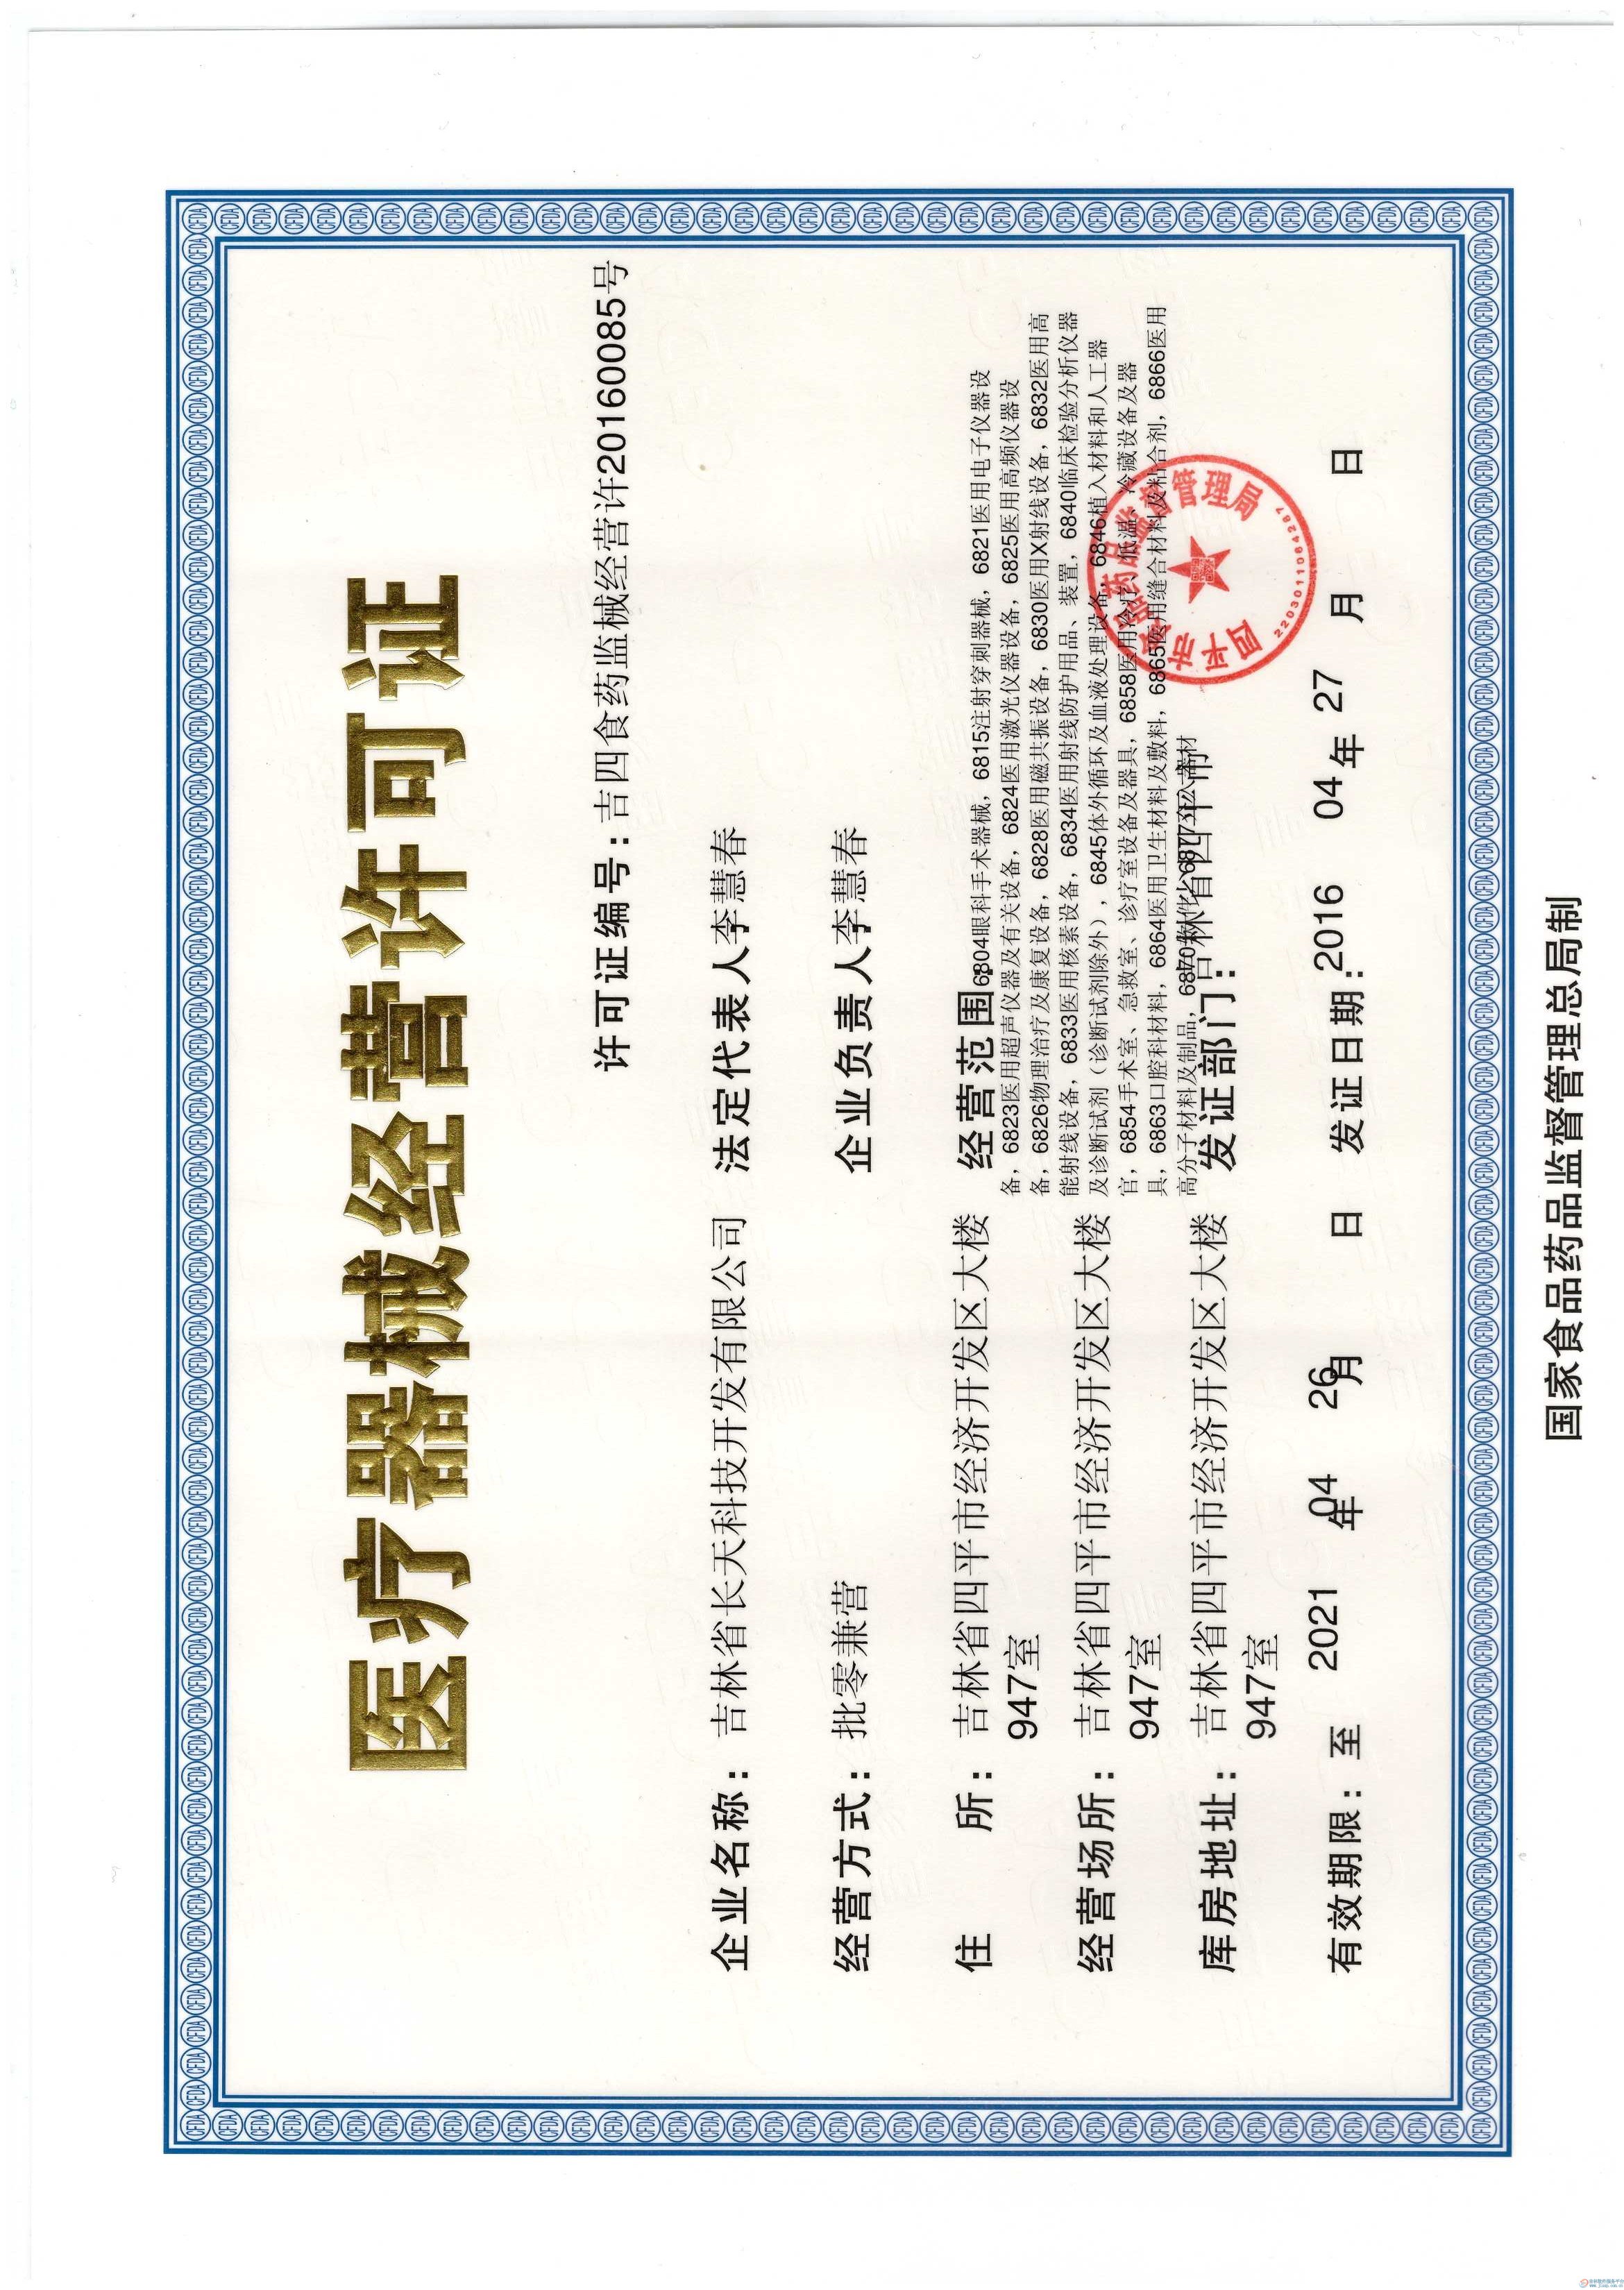 医疗器械经营许可证
许可证编号:吉四食药监械经营许20160085号
企业名称: 吉林省长天科技开发有限公司
法定代表人: 李慧春
经营方式: 批零兼营
企业负责人: 李慧春
住 所: 吉林省四平市经济开发区大楼
947室
经营场所: 吉林省四平市经济开发区大楼
947室
库房地址: 吉林省四平市经济开发区大楼
947室
经营范围: 6804眼科手术器械,6815注射穿刺器械,6821医用电子仪器设
备,6823医用超声仪器及有关设备,6824医用激光仪器设备,6825医用高频仪器设
备,6826物理治疗及康复设备,6828医用磁共振设备,6830医用X射线设备,6832医用高
能射线设备,6833医用核素设备,6834医用射线防护用品、装置,6840临床检验分析仪器
及诊断试剂(诊断试剂除外),6845体外循环及血液处理设备,6846植入材料和人工器
官,6854手术室、急救室、诊疗室设备及器具,6858医用冷疗、低温、冷藏设备及器
具,6863口腔科材料,6864医用卫生材料及敷料,6865医用缝合材料及粘合剂,6866医用
高分子材料及制品,6870软件,6877
发证部门: 吉林省四平市
有效期限:至 2021 年 04 月 26 日
发证日期: 2016 年 04 月 27 日
四平市食品药品监督管理局
2203011064287
国家食品药品监督管理总局制
CFDA